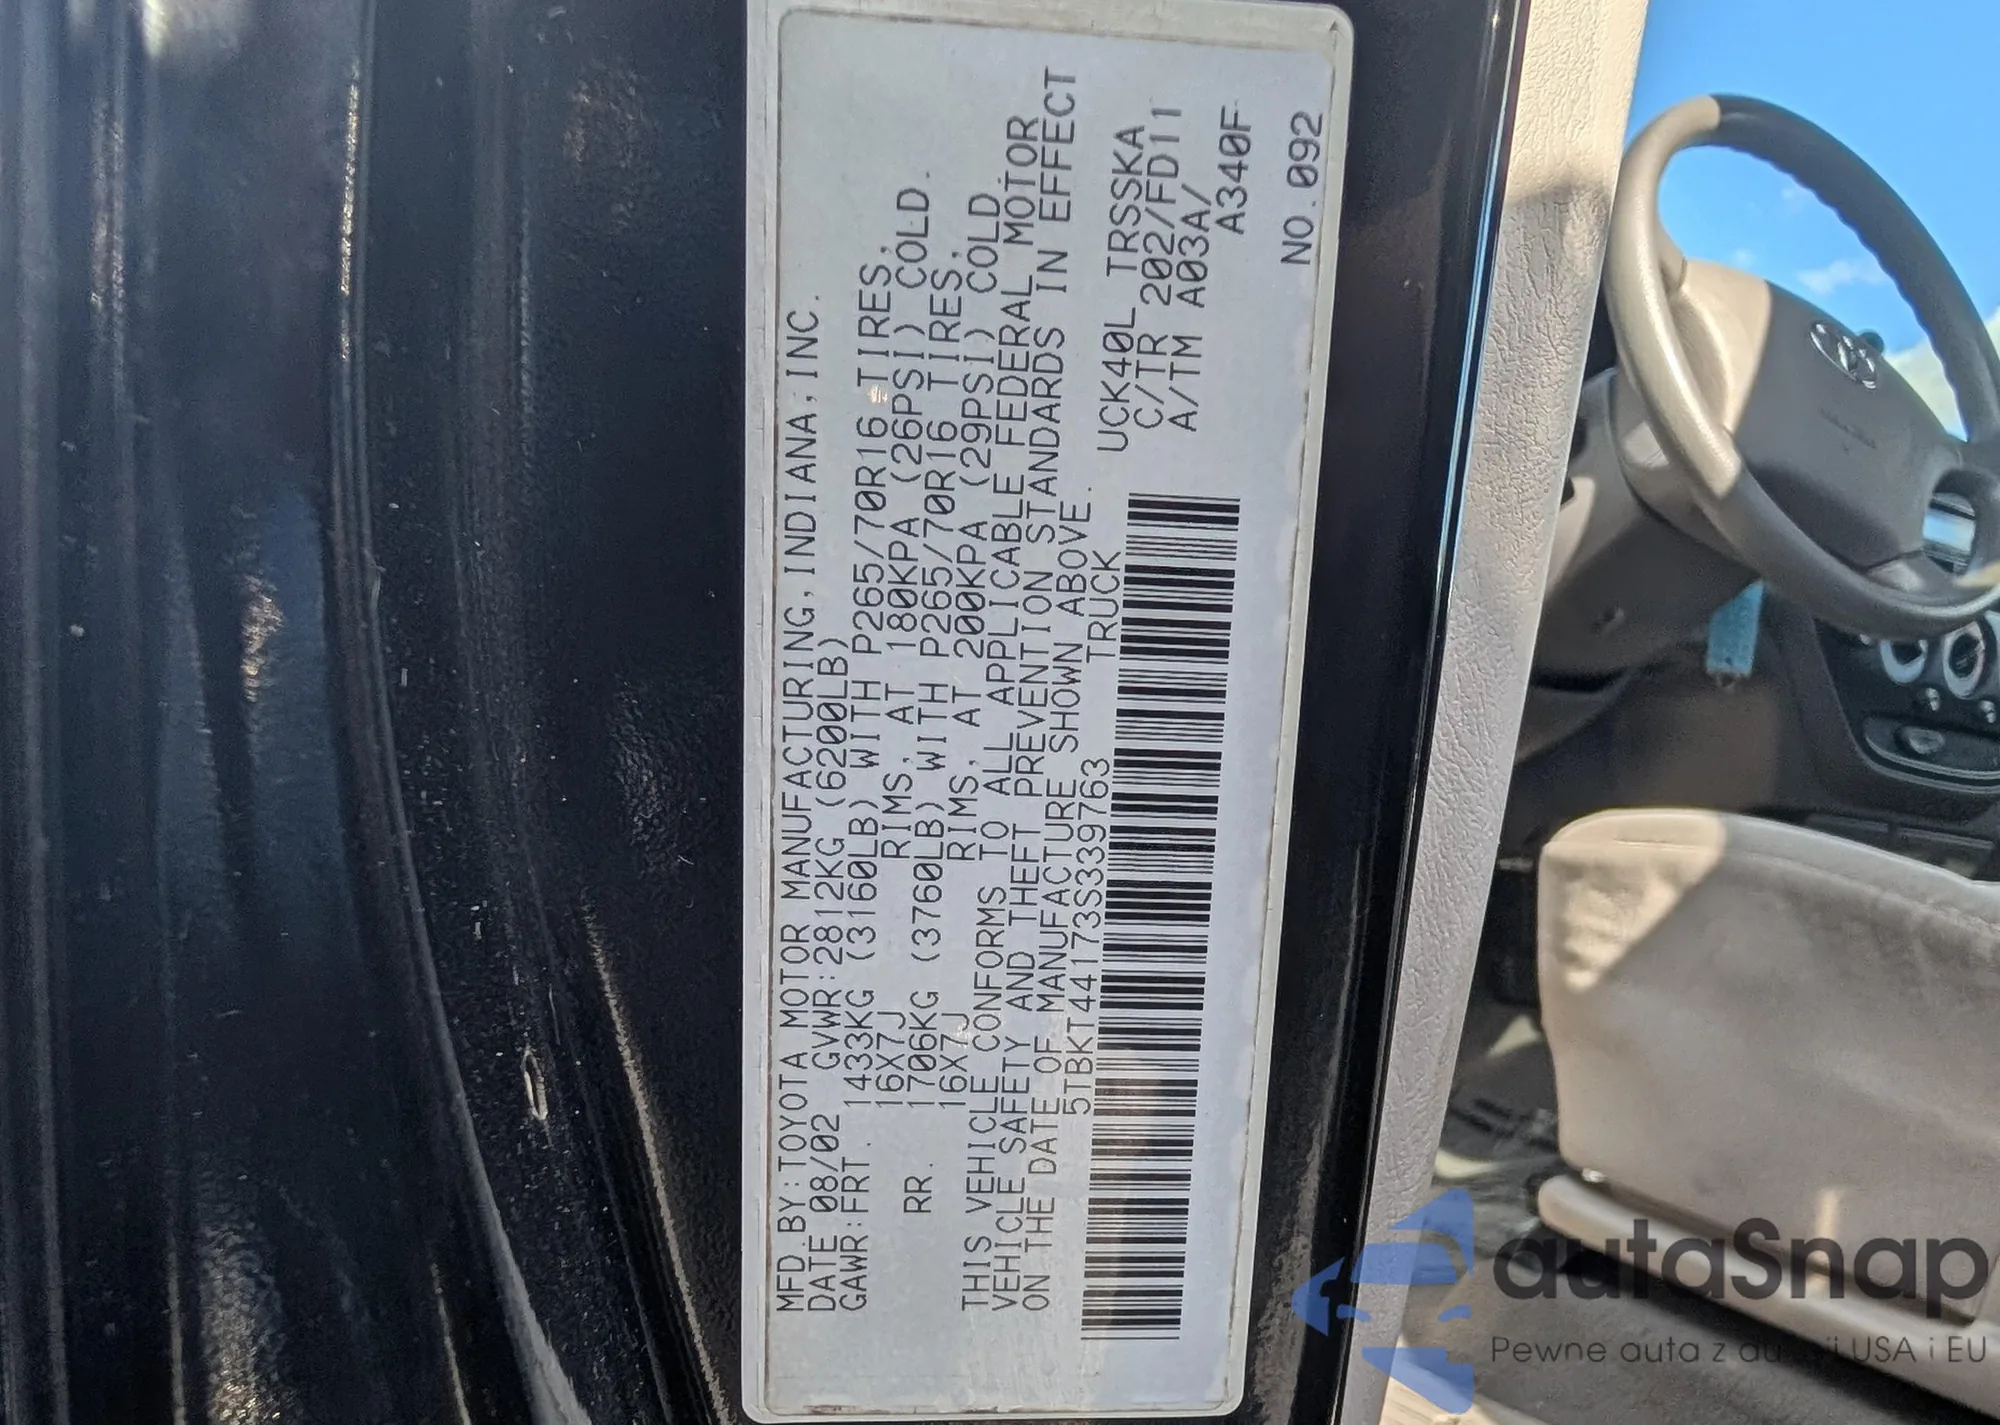 MFD.BY:TOYOTA MOTOR MANUFACTURING,INDIANA,INC.
DATE 08/02 GVWR:2812KG(6200LB)
GAWR:FRT. 1433KG (3160LB) WITH P265/70R16 TIRES,
16X7J RIMS, AT 180KPA (26PSI) COLD.
RR. 1706KG (3760LB) WITH P265/70R16 TIRES,
16X7J RIMS, AT 200KPA (29PSI) COLD
THIS VEHICLE CONFORMS TO ALL APPLICABLE FEDERAL MOTOR
VEHICLE SAFETY AND THEFT PREVENTION STANDARDS IN EFFECT
ON THE DATE OF MANUFACTURE SHOWN ABOVE.
5TBKT44173S339763 TRUCK
UCK40L TRSSKA
C/TR 202/FD11
A/TM A03A/
A340F
NO.092
autaSnap
Pewne auta z USA i EU